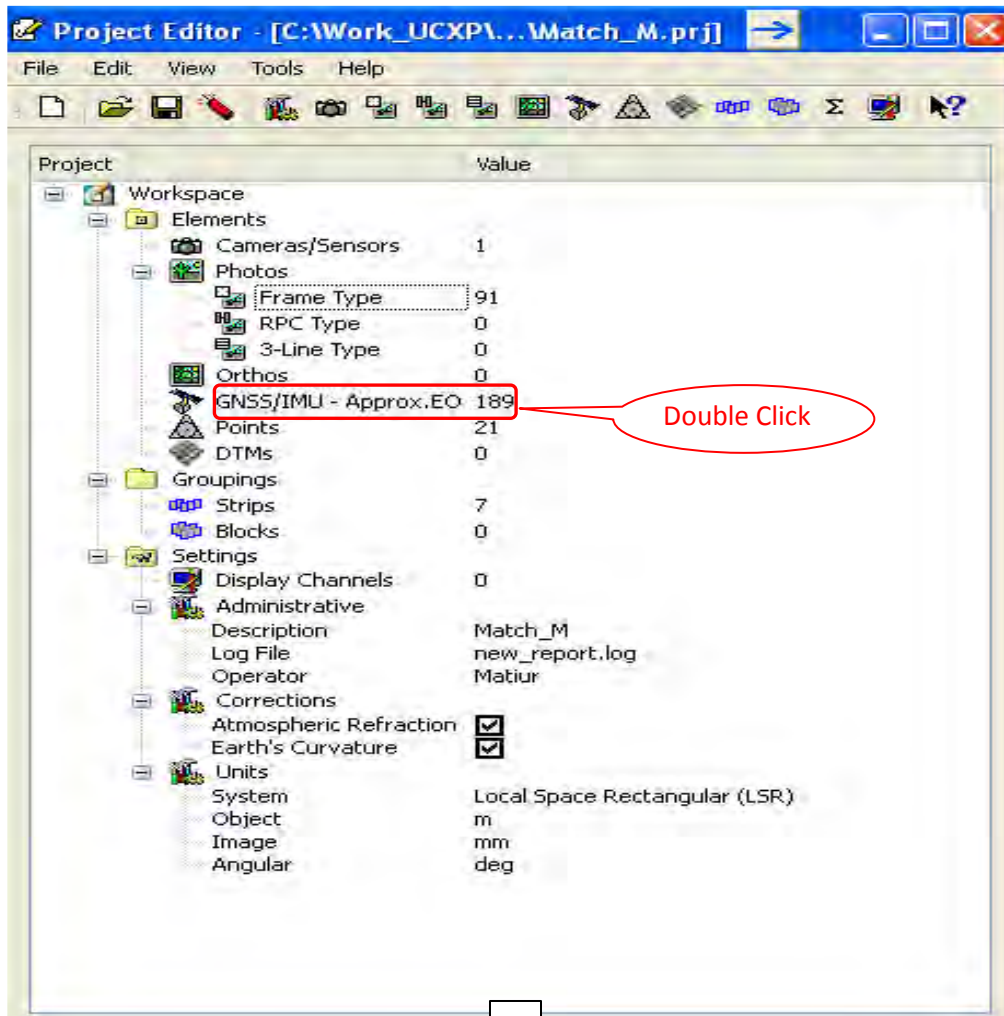 Project Editor - [C:\Work_UCXP\...\Match_M.prj]
File Edit View Tools Help
Σ ?
Project Value
Workspace
Elements
Cameras/Sensors 1
Photos
Frame Type 91
RPC Type 0
3-Line Type 0
Orthos 0
GNSS/IMU - Approx.EO 189
Double Click
Points 21
DTMs 0
Groupings
Strips 7
Blocks 0
Settings
Display Channels 0
Administrative
Description Match_M
Log File new_report.log
Operator Matiur
Corrections
Atmospheric Refraction
Earth's Curvature
Units
System Local Space Rectangular (LSR)
Object m
Image mm
Angular deg